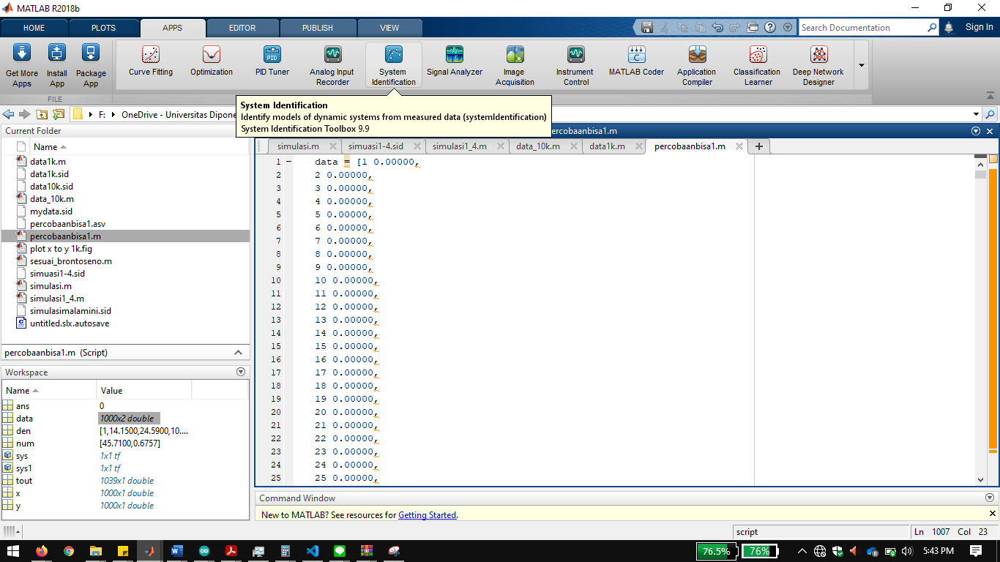 MATLAB R2018b
HOME PLOTS APPS EDITOR PUBLISH VIEW
Search Documentation
Sign In
Get More Apps
Install App
Package App
FILE
Curve Fitting
Optimization
PID Tuner
Analog Input Recorder
System Identification
Signal Analyzer
Image Acquisition
Instrument Control
MATLAB Coder
Application Compiler
Classification Learner
Deep Network Designer
System Identification
Identify models of dynamic systems from measured data (systemIdentification)
System Identification Toolbox 9.9
F: OneDrive - Universitas Dipone
Current Folder
Name
data1k.m
data1k.sid
data10k.sid
data_10k.m
mydata.sid
percobaanbisa1.asv
percobaanbisa1.m
plot x to y 1k.fig
sesuai_brontoseno.m
simuasi1-4.sid
simulasi.m
simulasi1_4.m
simulasimalamini.sid
untitled.slx.autosave
percobaanbisa1.m (Script)
Workspace
Name Value
ans 0
data 1000x2 double
den [1,14.1500,24.5900,10....
num [45.7100,0.6757]
sys 1x1 tf
sys1 1x1 tf
tout 1039x1 double
x 1000x1 double
y 1000x1 double
percobaanbisa1.m
simulasi.m simuasi1-4.sid simulasi1_4.m data_10k.m data1k.m percobaanbisa1.m
1 data = [1 0.00000,
2 2 0.00000,
3 3 0.00000,
4 4 0.00000,
5 5 0.00000,
6 6 0.00000,
7 7 0.00000,
8 8 0.00000,
9 9 0.00000,
10 10 0.00000,
11 11 0.00000,
12 12 0.00000,
13 13 0.00000,
14 14 0.00000,
15 15 0.00000,
16 16 0.00000,
17 17 0.00000,
18 18 0.00000,
19 19 0.00000,
20 20 0.00000,
21 21 0.00000,
22 22 0.00000,
23 23 0.00000,
24 24 0.00000,
25 25 0.00000,
Command Window
New to MATLAB? See resources for Getting Started.
script
Ln 1007 Col 23
76.5% 76% 5:43 PM